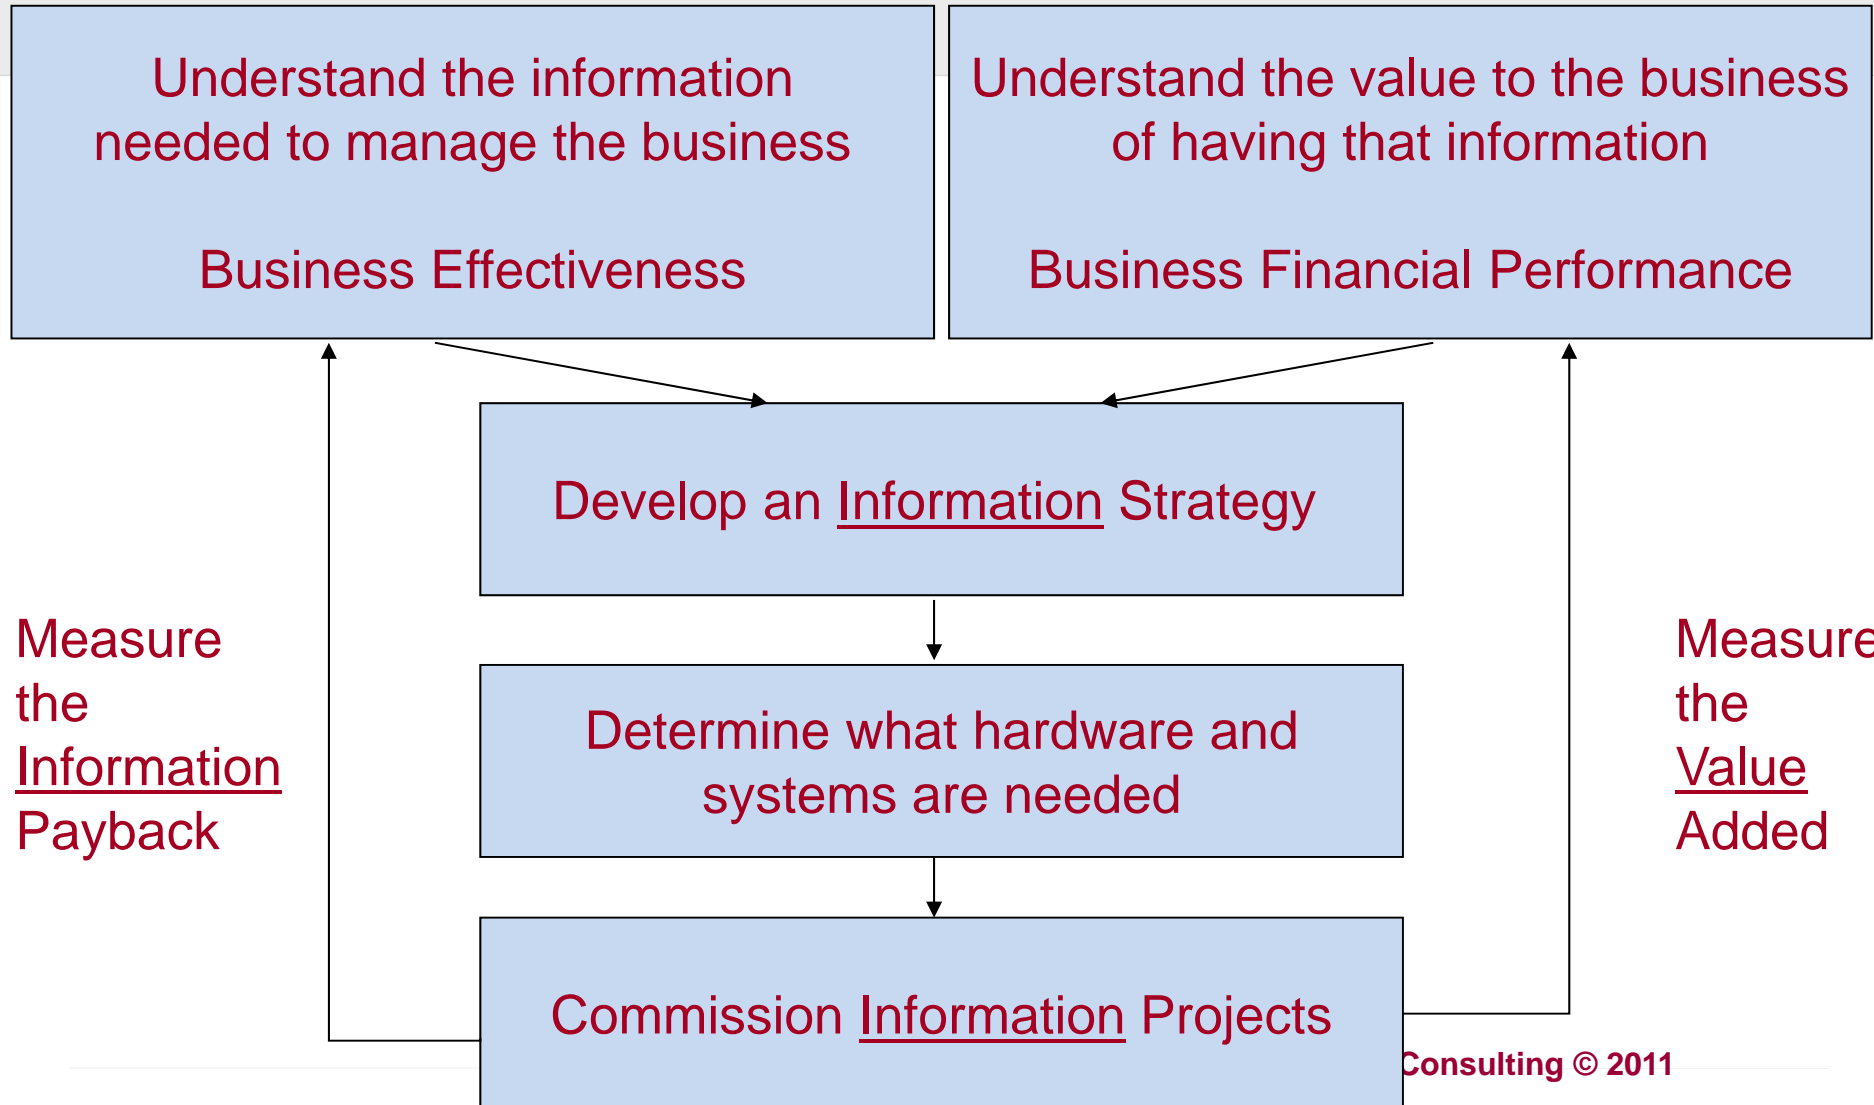 Understand the information
needed to manage the business
Business Effectiveness
Understand the value to the business
of having that information
Business Financial Performance
Develop an Information Strategy
Measure
the
Information
Payback
Measure
the
Value
Added
Determine what hardware and
systems are needed
Commission Information Projects
Consulting © 2011